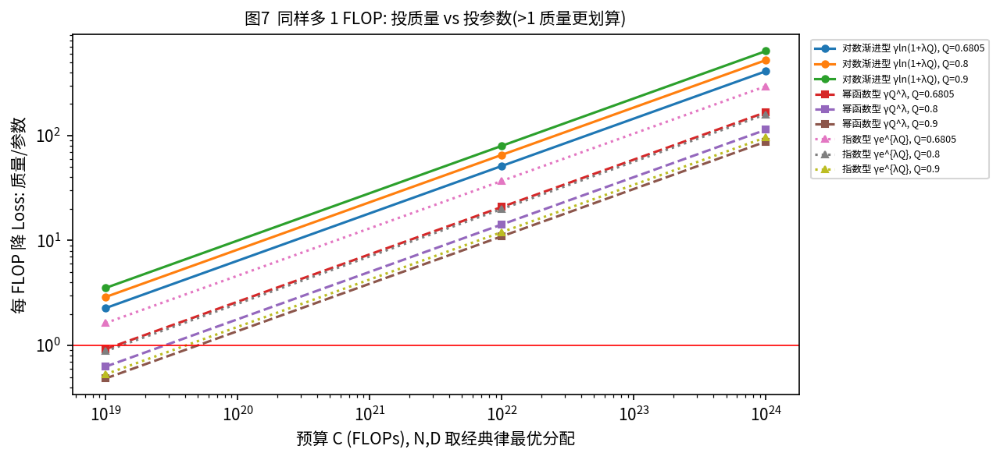 图7 同样多 1 FLOP: 投质量 vs 投参数(>1 质量更划算)
每 FLOP 降 Loss: 质量/参数
10^2
10^1
10^0
10^19
10^20
10^21
10^22
10^23
10^24
预算 C (FLOPs), N,D 取经典律最优分配
对数渐进型 γln(1+λQ), Q=0.6805
对数渐进型 γln(1+λQ), Q=0.8
对数渐进型 γln(1+λQ), Q=0.9
幂函数型 γQ^λ, Q=0.6805
幂函数型 γQ^λ, Q=0.8
幂函数型 γQ^λ, Q=0.9
指数型 γe^{λQ}, Q=0.6805
指数型 γe^{λQ}, Q=0.8
指数型 γe^{λQ}, Q=0.9